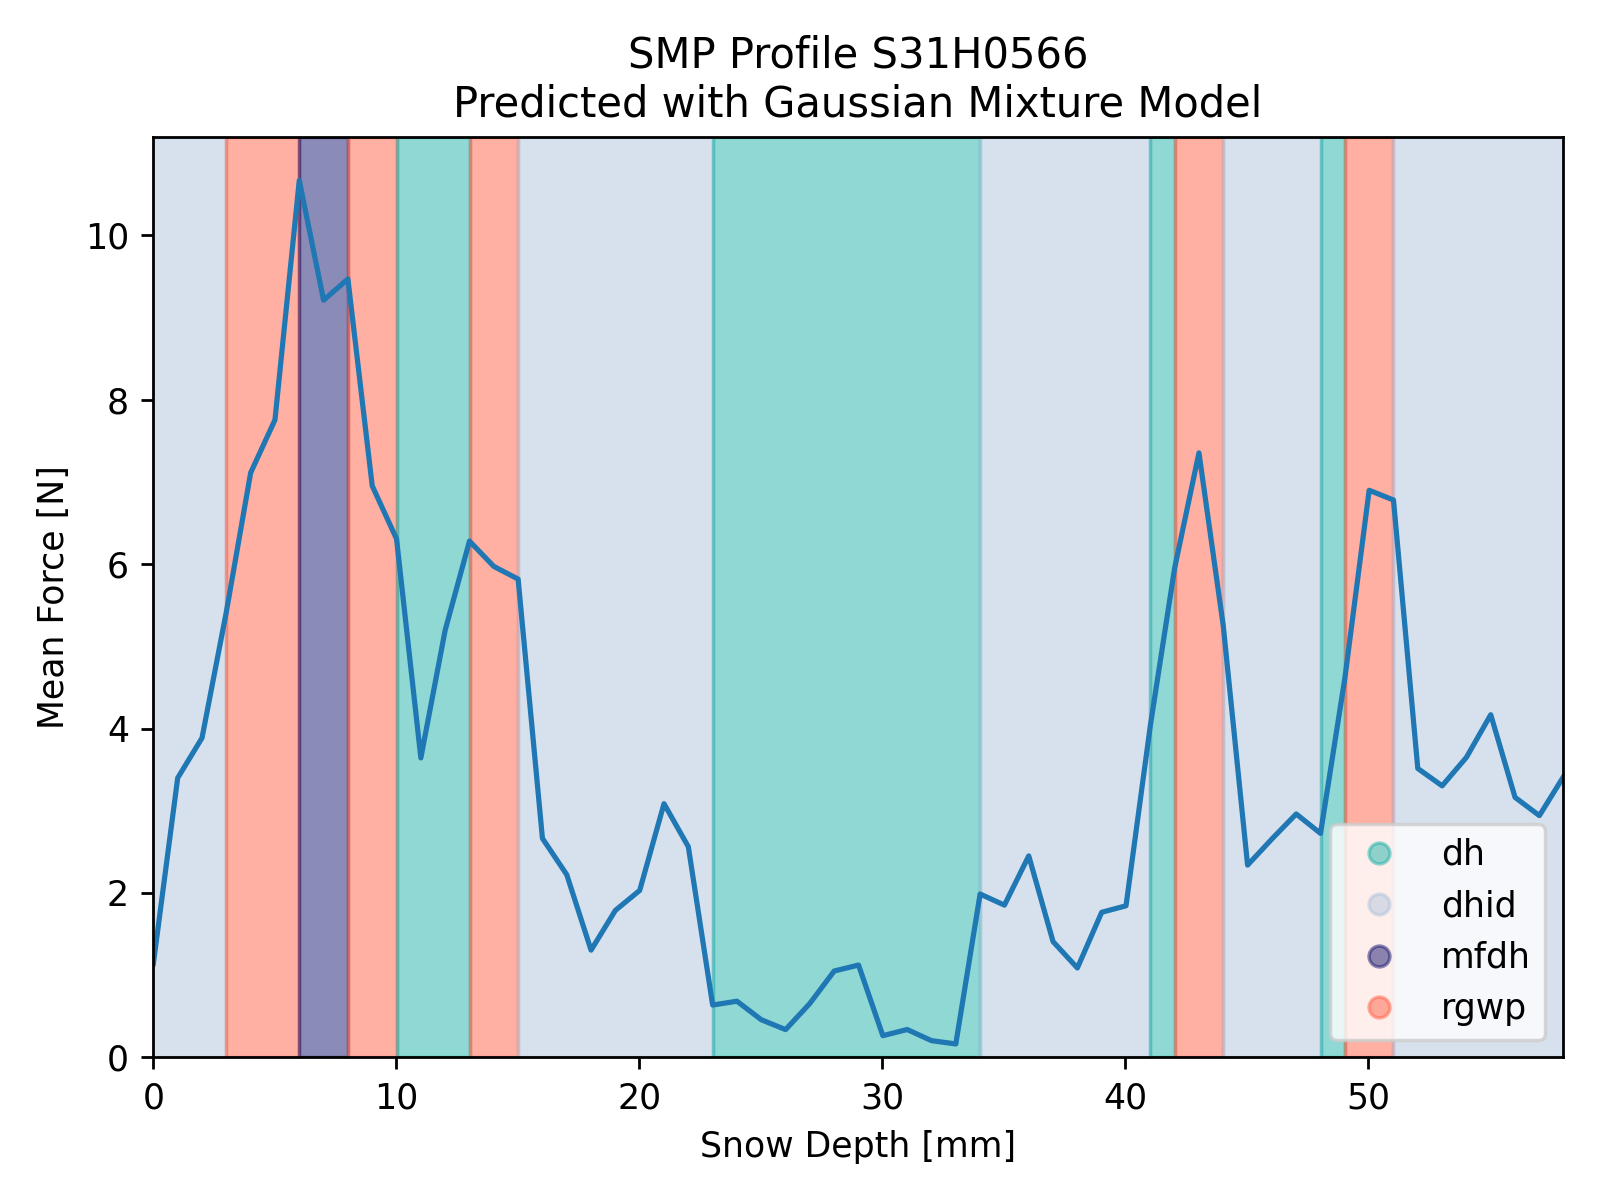 SMP Profile S31H0566
Predicted with Gaussian Mixture Model
Mean Force [N]
10
8
6
4
2
0
dh
dhid
mfdh
rgwp
0 10 20 30 40 50
Snow Depth [mm]